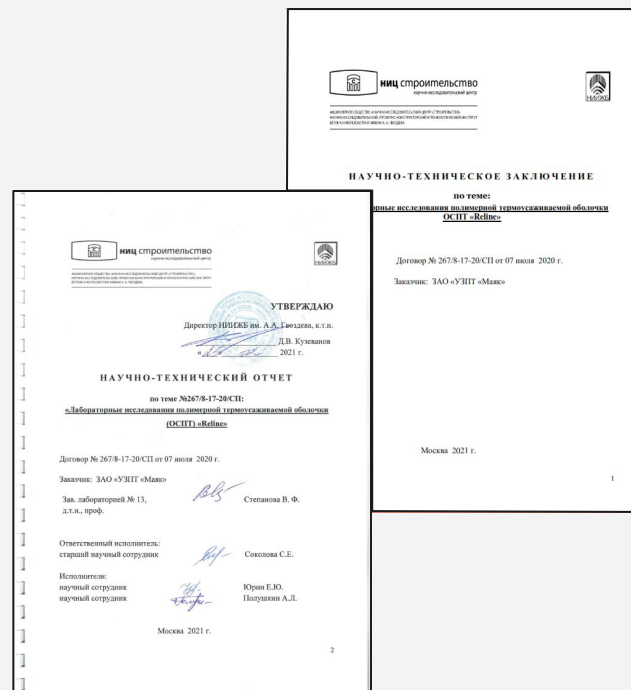 ниц строительство
научно-исследовательский центр
НИИЖБ
НАУЧНО-ТЕХНИЧЕСКОЕ ЗАКЛЮЧЕНИЕ
по теме:
исследования полимерной термоусаживаемой оболочки
ОСПТ «Reline»
Договор № 267/8-17-20/СП от 07 июля 2020 г.
Заказчик: ЗАО «УЗПТ «Маяк»
Москва 2021 г.
1
ниц строительство
научно-исследовательский центр
НИИЖБ
УТВЕРЖДАЮ
Директор НИИЖБ им. А.А. Гвоздева, к.т.н.
Д.В. Кузеванов
2021 г.
НАУЧНО-ТЕХНИЧЕСКИЙ ОТЧЕТ
по теме №267/8-17-20/СП:
«Лабораторные исследования полимерной термоусаживаемой оболочки
(ОСПТ) «Reline»
Договор № 267/8-17-20/СП от 07 июля 2020 г.
Заказчик: ЗАО «УЗПТ «Маяк»
Зав. лабораторией № 13,
д.т.н., проф.
Степанова В. Ф.
Ответственный исполнитель:
старший научный сотрудник
Соколова С.Е.
Исполнители:
научный сотрудник
Юрин Е.Ю.
научный сотрудник
Полушкин А.Л.
Москва 2021 г.
2